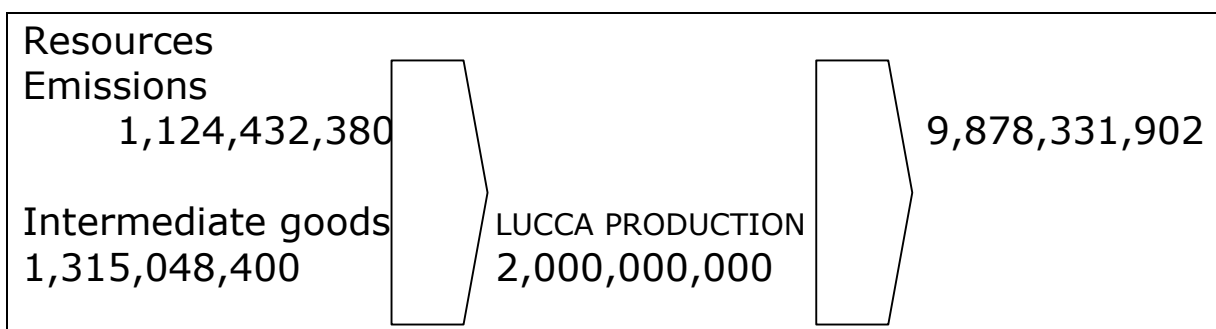 Resources
Emissions
1,124,432,380
9,878,331,902
Intermediate goods
1,315,048,400
LUCCA PRODUCTION
2,000,000,000